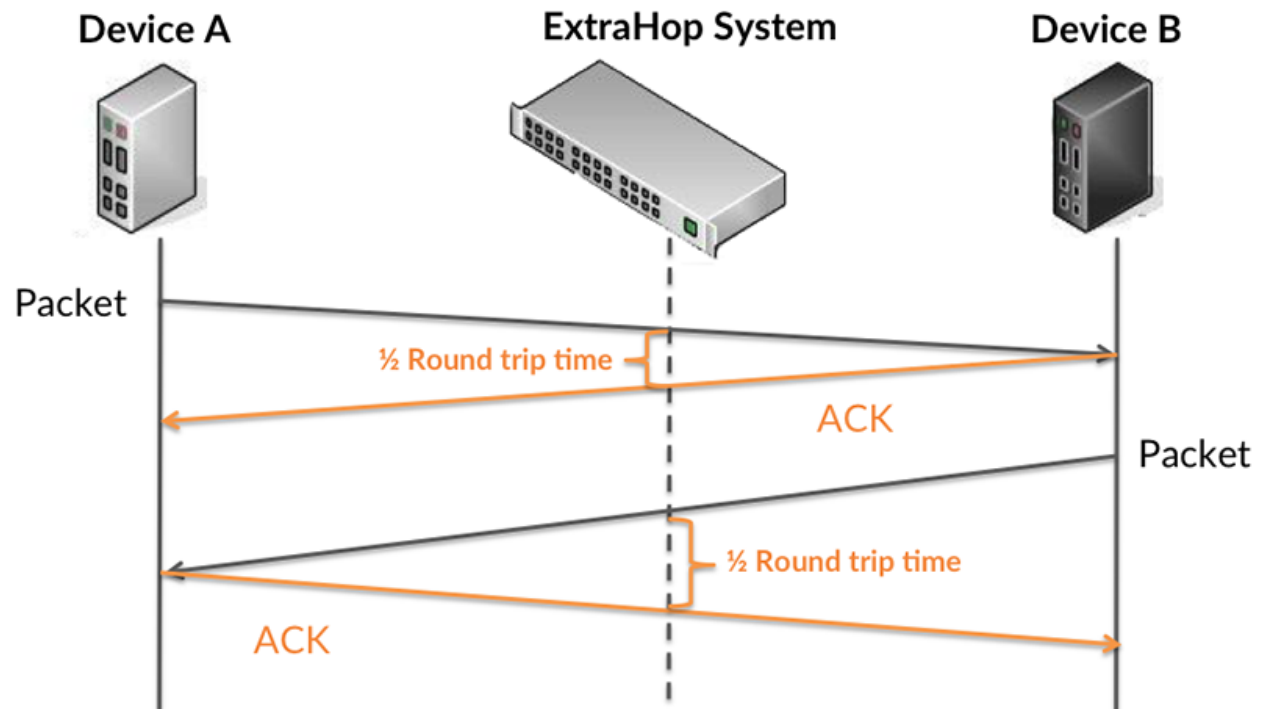 Device A
ExtraHop System
Device B
Packet
½ Round trip time
ACK
Packet
½ Round trip time
ACK